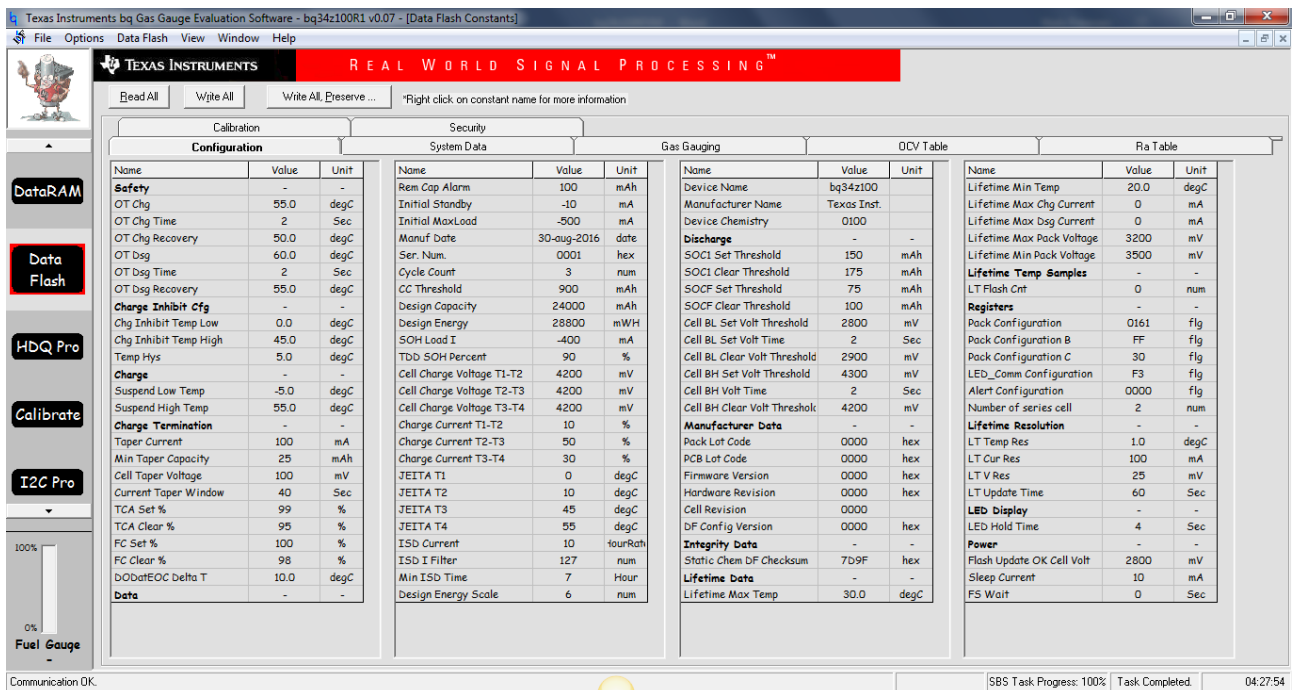 Texas Instruments bq Gas Gauge Evaluation Software - bq34z100R1 v0.07 - [Data Flash Constants]
File Options Data Flash View Window Help
TEXAS INSTRUMENTS REAL WORLD SIGNAL PROCESSING™
Read All Write All Write All, Preserve ... *Right click on constant name for more information
Calibration Security
Configuration System Data Gas Gauging OCV Table Ra Table
DataRAM
Data
Flash
HDQ Pro
Calibrate
I2C Pro
100%
0%
Fuel Gauge
-
Name Value Unit
Safety - -
OT Chg 55.0 degC
OT Chg Time 2 Sec
OT Chg Recovery 50.0 degC
OT Dsg 60.0 degC
OT Dsg Time 2 Sec
OT Dsg Recovery 55.0 degC
Charge Inhibit Cfg - -
Chg Inhibit Temp Low 0.0 degC
Chg Inhibit Temp High 45.0 degC
Temp Hys 5.0 degC
Charge - -
Suspend Low Temp -5.0 degC
Suspend High Temp 55.0 degC
Charge Termination - -
Taper Current 100 mA
Min Taper Capacity 25 mAh
Cell Taper Voltage 100 mV
Current Taper Window 40 Sec
TCA Set % 99 %
TCA Clear % 95 %
FC Set % 100 %
FC Clear % 98 %
DODatEOC Delta T 10.0 degC
Data - -
Name Value Unit
Rem Cap Alarm 100 mAh
Initial Standby -10 mA
Initial MaxLoad -500 mA
Manuf Date 30-aug-2016 date
Ser. Num. 0001 hex
Cycle Count 3 num
CC Threshold 900 mAh
Design Capacity 24000 mAh
Design Energy 28800 mWH
SOH Load I -400 mA
TDD SOH Percent 90 %
Cell Charge Voltage T1-T2 4200 mV
Cell Charge Voltage T2-T3 4200 mV
Cell Charge Voltage T3-T4 4200 mV
Charge Current T1-T2 10 %
Charge Current T2-T3 50 %
Charge Current T3-T4 30 %
JEITA T1 0 degC
JEITA T2 10 degC
JEITA T3 45 degC
JEITA T4 55 degC
ISD Current 10 HourRat
ISD I Filter 127 num
Min ISD Time 7 Hour
Design Energy Scale 6 num
Name Value Unit
Device Name bq34z100
Manufacturer Name Texas Inst.
Device Chemistry 0100
Discharge - -
SOC1 Set Threshold 150 mAh
SOC1 Clear Threshold 175 mAh
SOCF Set Threshold 75 mAh
SOCF Clear Threshold 100 mAh
Cell BL Set Volt Threshold 2800 mV
Cell BL Set Volt Time 2 Sec
Cell BL Clear Volt Threshold 2900 mV
Cell BH Set Volt Threshold 4300 mV
Cell BH Volt Time 2 Sec
Cell BH Clear Volt Threshol 4200 mV
Manufacturer Data - -
Pack Lot Code 0000 hex
PCB Lot Code 0000 hex
Firmware Version 0000 hex
Hardware Revision 0000 hex
Cell Revision 0000
DF Config Version 0000 hex
Integrity Data - -
Static Chem DF Checksum 7D9F hex
Lifetime Data - -
Lifetime Max Temp 30.0 degC
Name Value Unit
Lifetime Min Temp 20.0 degC
Lifetime Max Chg Current 0 mA
Lifetime Max Dsg Current 0 mA
Lifetime Max Pack Voltage 3200 mV
Lifetime Min Pack Voltage 3500 mV
Lifetime Temp Samples - -
LT Flash Cnt 0 num
Registers - -
Pack Configuration 0161 flg
Pack Configuration B FF flg
Pack Configuration C 30 flg
LED_Comm Configuration F3 flg
Alert Configuration 0000 flg
Number of series cell 2 num
Lifetime Resolution - -
LT Temp Res 1.0 degC
LT Cur Res 100 mA
LT V Res 25 mV
LT Update Time 60 Sec
LED Display - -
LED Hold Time 4 Sec
Power - -
Flash Update OK Cell Volt 2800 mV
Sleep Current 10 mA
FS Wait 0 Sec
Communication OK. SBS Task Progress: 100% Task Completed. 04:27:54